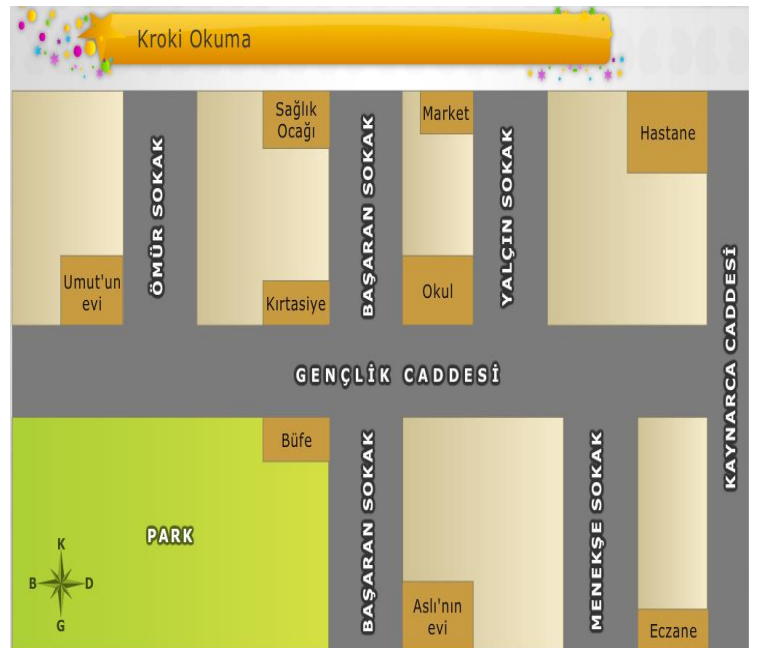 Kroki Okuma
Sağlık
Ocağı
Market
Hastane
ÖMÜR SOKAK
BAŞARAN SOKAK
YALÇIN SOKAK
KAYNARCA CADDESİ
Umut'un
evi
Kırtasiye
Okul
GENÇLİK CADDESİ
Büfe
BAŞARAN SOKAK
MENEKŞE SOKAK
PARK
K
B
D
G
Aslı'nın
evi
Eczane